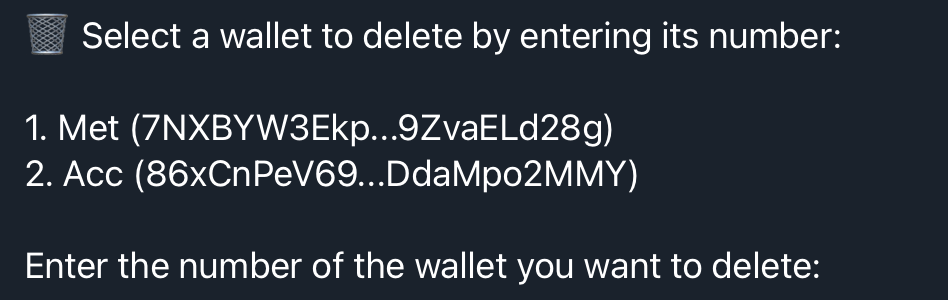 🗑️ Select a wallet to delete by entering its number:
1. Met (7NXBYW3Ekp...9ZvaELd28g)
2. Acc (86xCnPeV69...DdaMpo2MMY)
Enter the number of the wallet you want to delete: